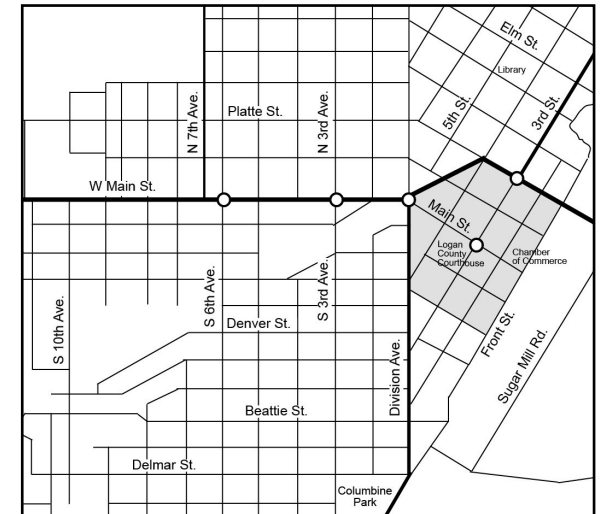 Elm St.
Library
5th St.
3rd St.
N 7th Ave.
Platte St.
N 3rd Ave.
W Main St.
Main St.
Logan
County
Courthouse
Chamber
of Commerce
S 10th Ave.
S 6th Ave.
S 3rd Ave.
Denver St.
Division Ave.
Front St.
Sugar Mill Rd.
Beattie St.
Delmar St.
Columbine
Park